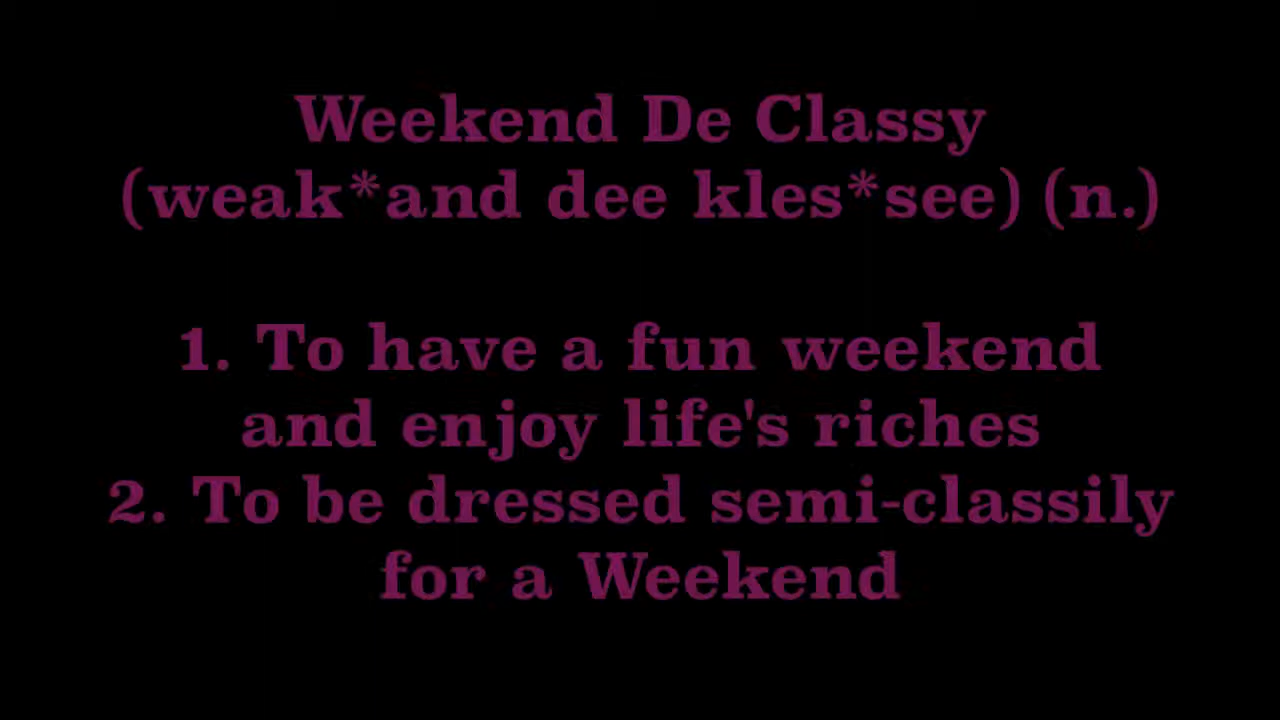 Weekend De Classy
(weak*and dee kles*see) (n.)
1. To have a fun weekend
and enjoy life's riches
2. To be dressed semi-classily
for a Weekend